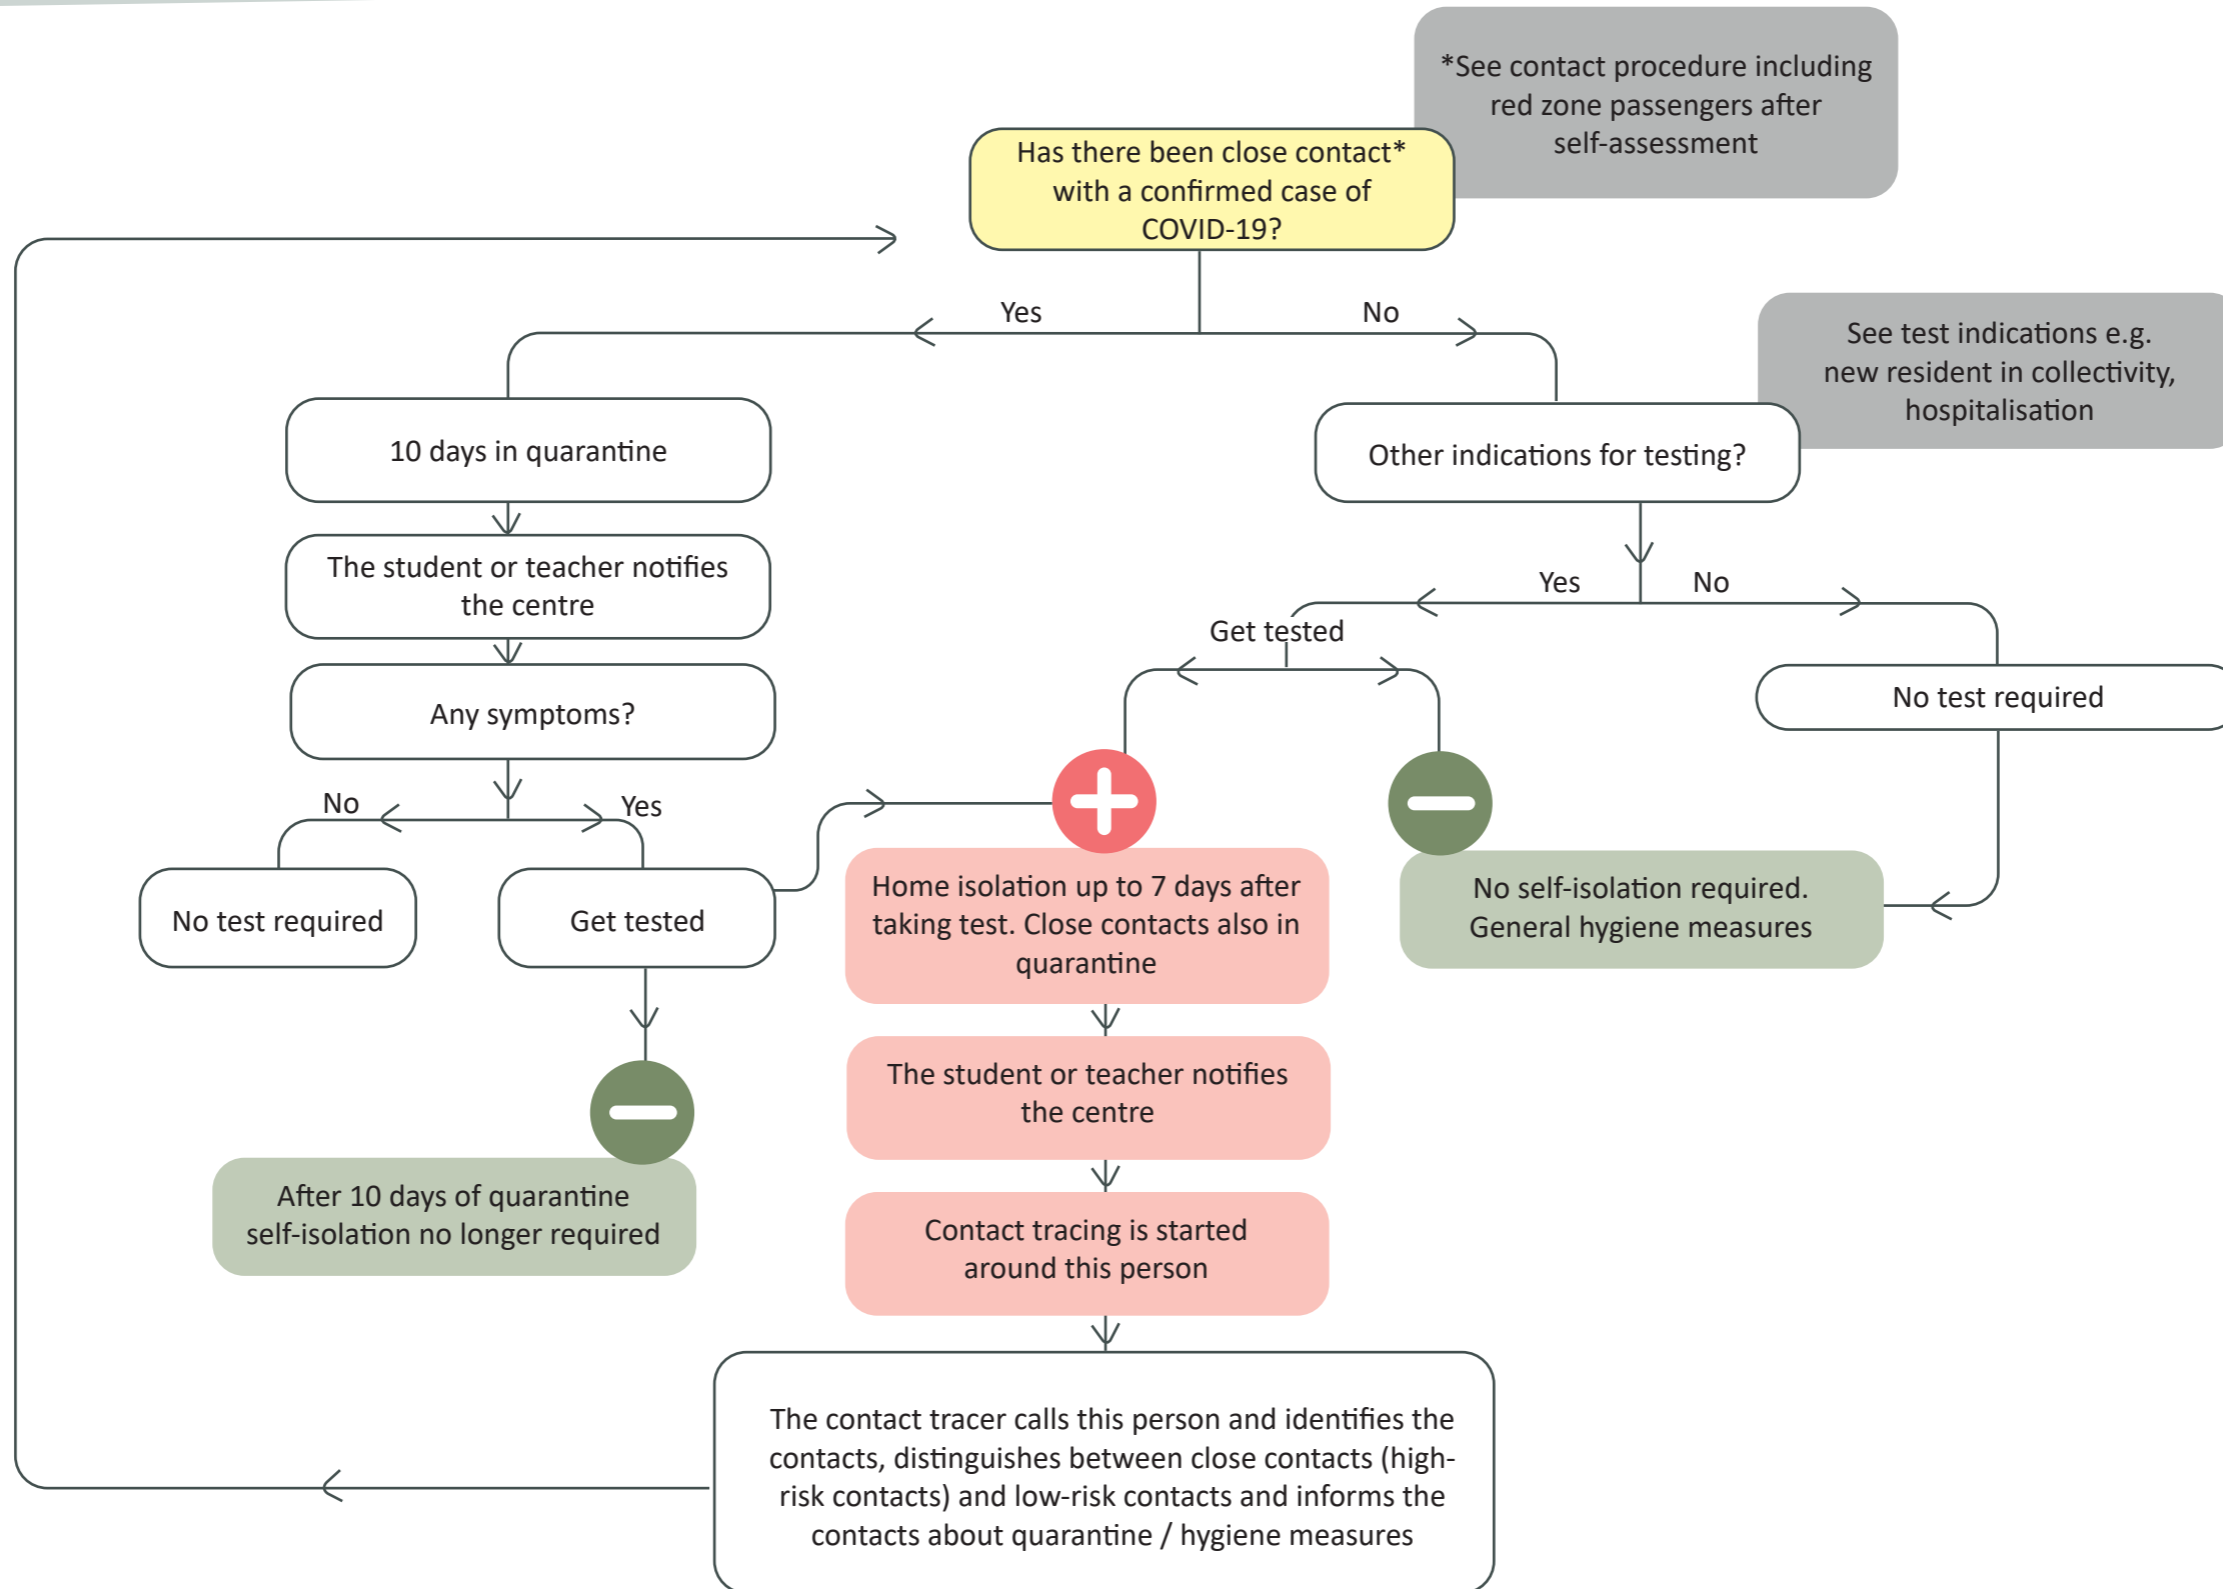 *See contact procedure including
red zone passengers after
self-assessment
Has there been close contact*
with a confirmed case of
COVID-19?
Yes
No
See test indications e.g.
new resident in collectivity,
hospitalisation
10 days in quarantine
Other indications for testing?
The student or teacher notifies
the centre
Yes
No
Get tested
Any symptoms?
No test required
No
Yes
No test required
Get tested
Home isolation up to 7 days after
taking test. Close contacts also in
quarantine
No self-isolation required.
General hygiene measures
The student or teacher notifies
the centre
After 10 days of quarantine
self-isolation no longer required
Contact tracing is started
around this person
The contact tracer calls this person and identifies the
contacts, distinguishes between close contacts (high-
risk contacts) and low-risk contacts and informs the
contacts about quarantine / hygiene measures